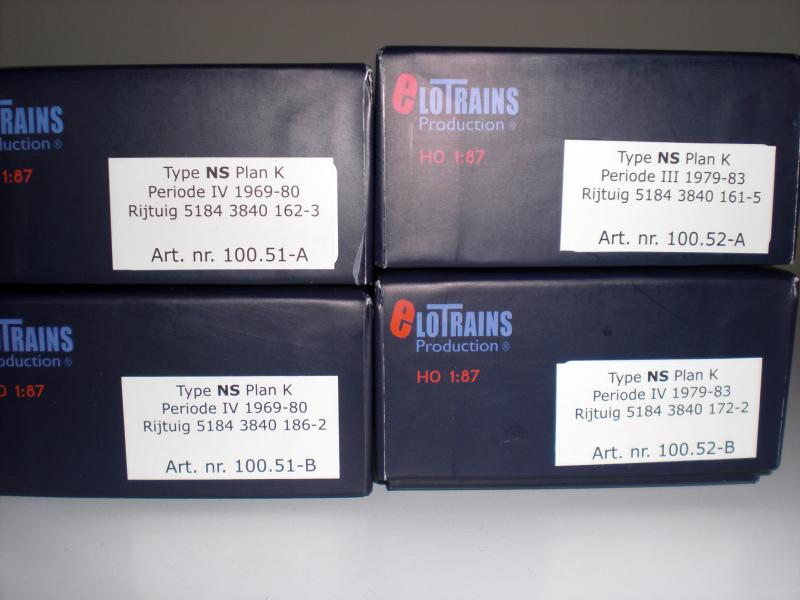 TRAINS
duction ®
1:87
Type NS Plan K
Periode IV 1969-80
Rijtuig 5184 3840 162-3
Art. nr. 100.51-A
eLOTRAINS
Production ®
HO 1:87
Type NS Plan K
Periode III 1979-83
Rijtuig 5184 3840 161-5
Art. nr. 100.52-A
OTRAINS
oduction ®
O 1:87
Type NS Plan K
Periode IV 1969-80
Rijtuig 5184 3840 186-2
Art. nr. 100.51-B
eLOTRAINS
Production ®
HO 1:87
Type NS Plan K
Periode IV 1979-83
Rijtuig 5184 3840 172-2
Art. nr. 100.52-B